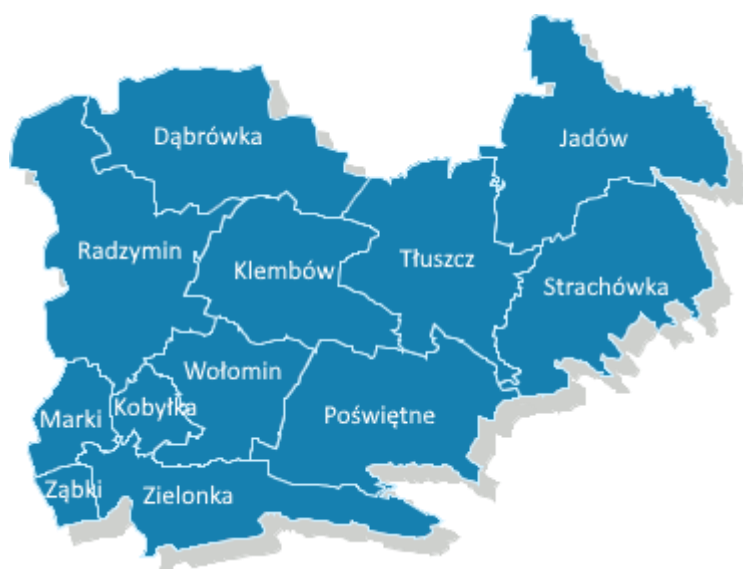 Dąbrówka
Jadów
Radzymin
Klembów
Tłuszcz
Strachówka
Wołomin
Marki
Kobyłka
Poświętne
Ząbki
Zielonka